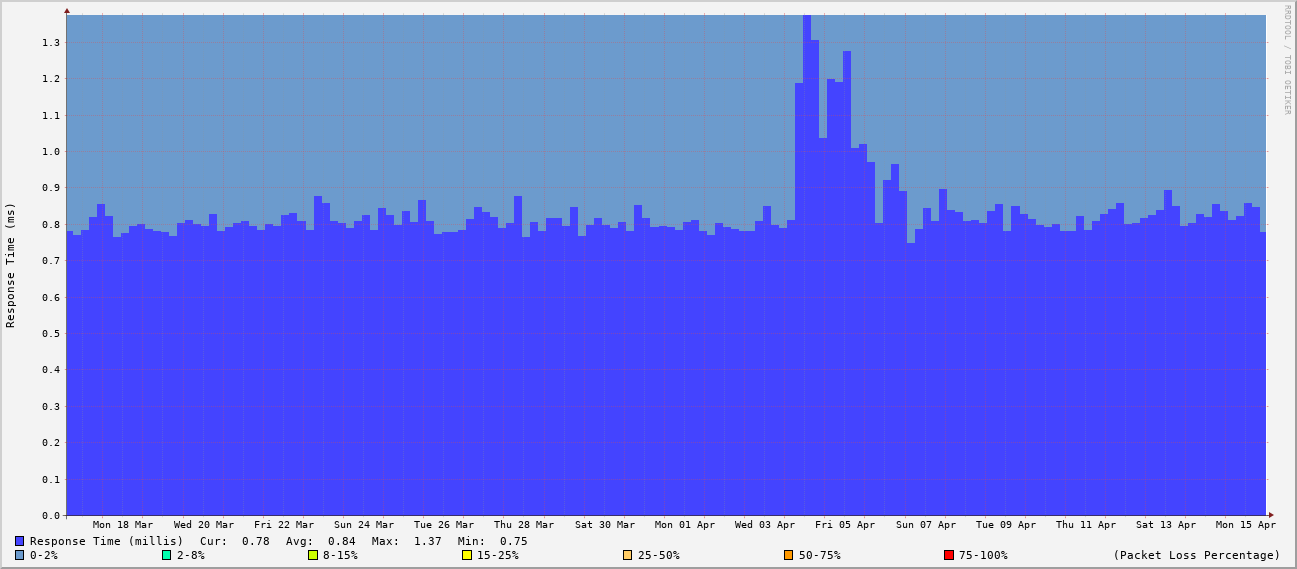 RRDTOOL / TOBI OETIKER
Response Time (ms)
1.3
1.2
1.1
1.0
0.9
0.8
0.7
0.6
0.5
0.4
0.3
0.2
0.1
0.0
Mon 18 Mar Wed 20 Mar Fri 22 Mar Sun 24 Mar Tue 26 Mar Thu 28 Mar Sat 30 Mar Mon 01 Apr Wed 03 Apr Fri 05 Apr Sun 07 Apr Tue 09 Apr Thu 11 Apr Sat 13 Apr Mon 15 Apr
Response Time (millis) Cur: 0.78 Avg: 0.84 Max: 1.37 Min: 0.75
0-2% 2-8% 8-15% 15-25% 25-50% 50-75% 75-100% (Packet Loss Percentage)